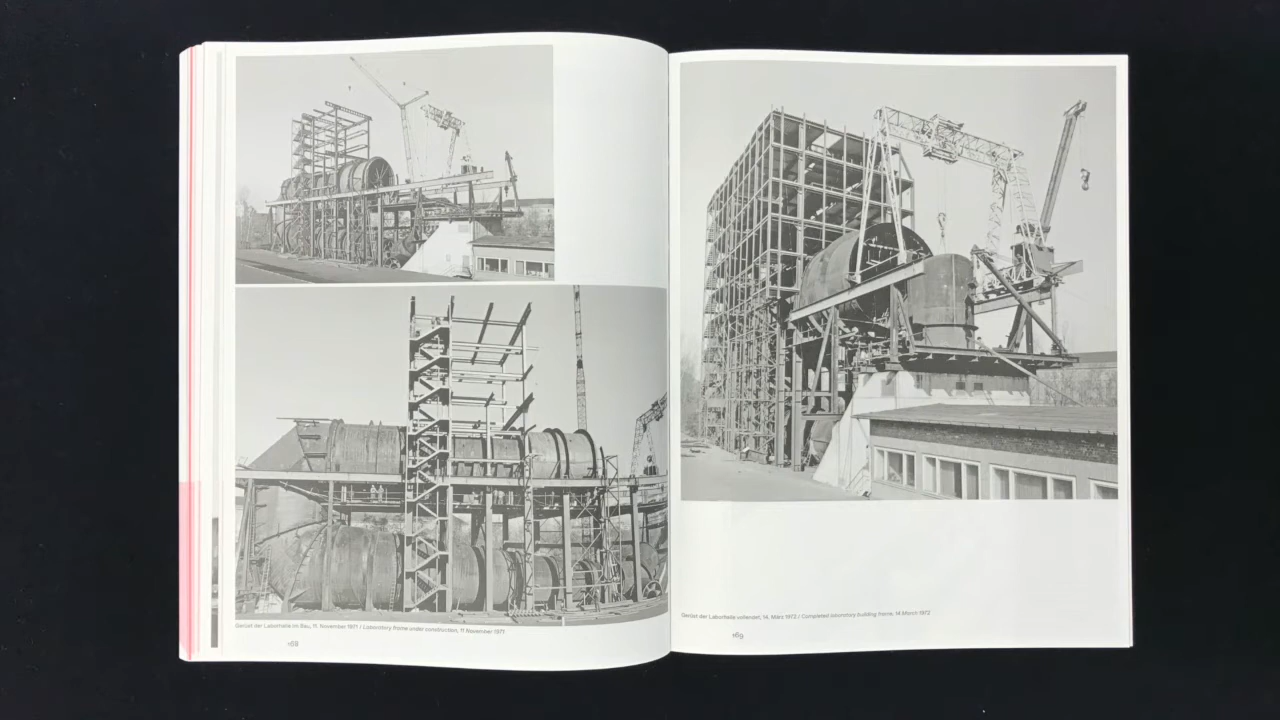 Gerüst der Laborhalle im Bau, 11. November 1971 / Laboratory frame under construction, 11 November 1971
168
Gerüst der Laborhalle vollendet, 14. März 1972 / Completed laboratory building frame, 14 March 1972
169